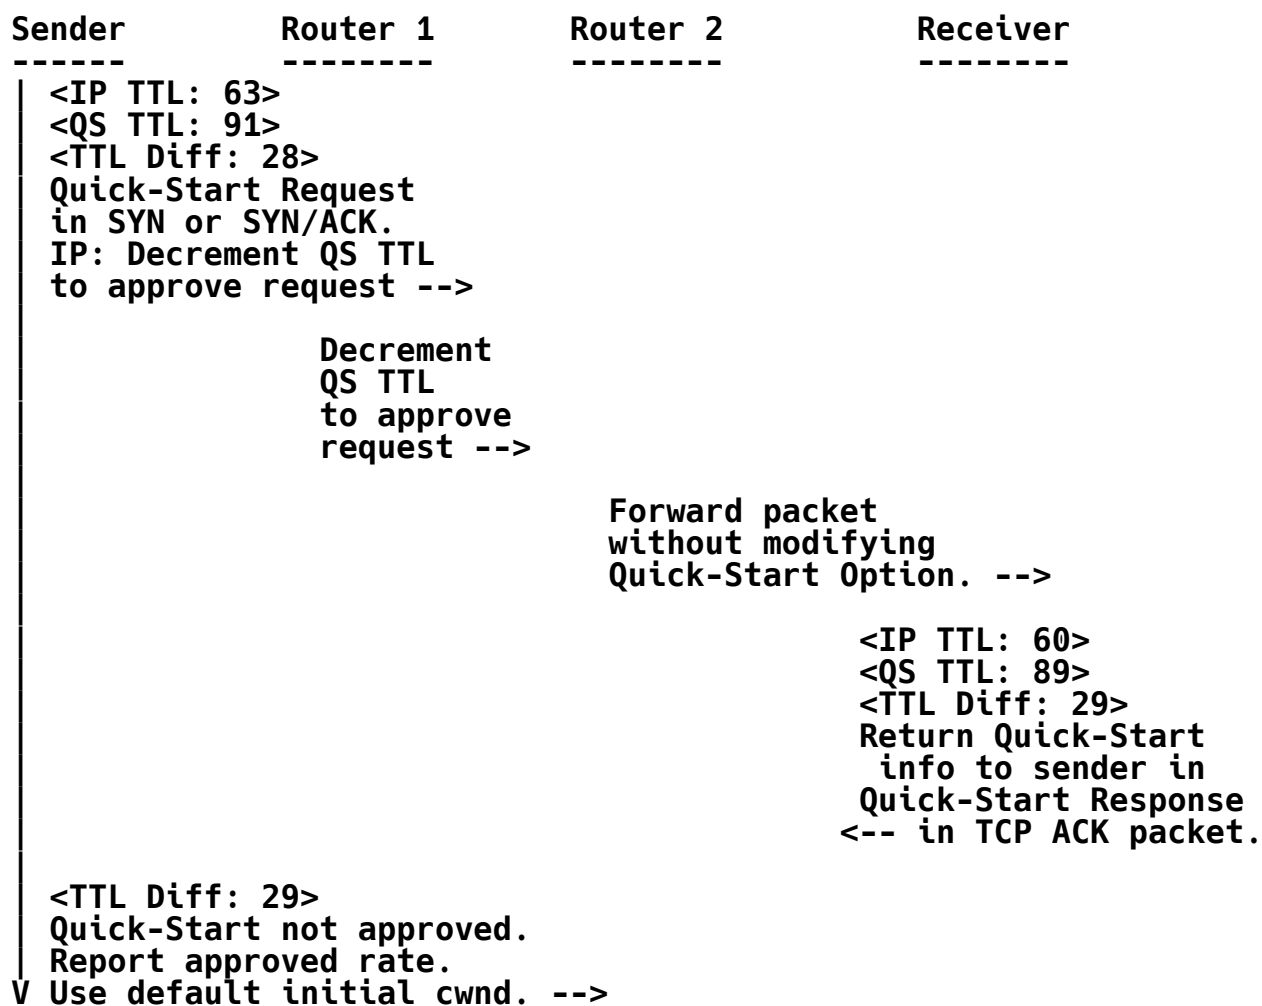 Sender        Router 1       Router 2          Receiver
------        --------       --------          --------
| <IP TTL: 63>
| <QS TTL: 91>
| <TTL Diff: 28>
| Quick-Start Request
| in SYN or SYN/ACK.
| IP: Decrement QS TTL
| to approve request -->
|
|               Decrement
|               QS TTL
|               to approve
|               request -->
|
|                              Forward packet
|                              without modifying
|                              Quick-Start Option. -->
|
|                                           <IP TTL: 60>
|                                           <QS TTL: 89>
|                                           <TTL Diff: 29>
|                                           Return Quick-Start
|                                            info to sender in
|                                           Quick-Start Response
|                                          <-- in TCP ACK packet.
|
| <TTL Diff: 29>
| Quick-Start not approved.
| Report approved rate.
V Use default initial cwnd. -->